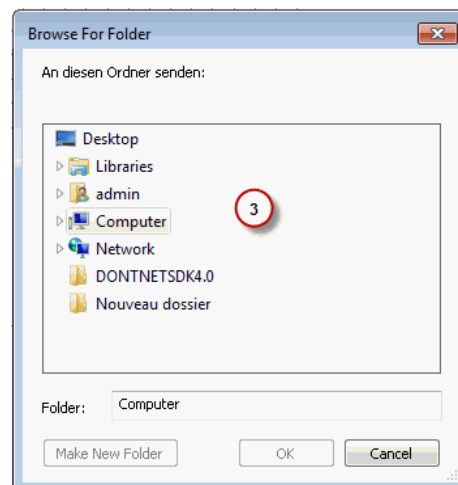 Browse For Folder
An diesen Ordner senden:
Desktop
Libraries
admin
Computer
3
Network
DONTNETSDK4.0
Nouveau dossier
Folder: Computer
Make New Folder OK Cancel